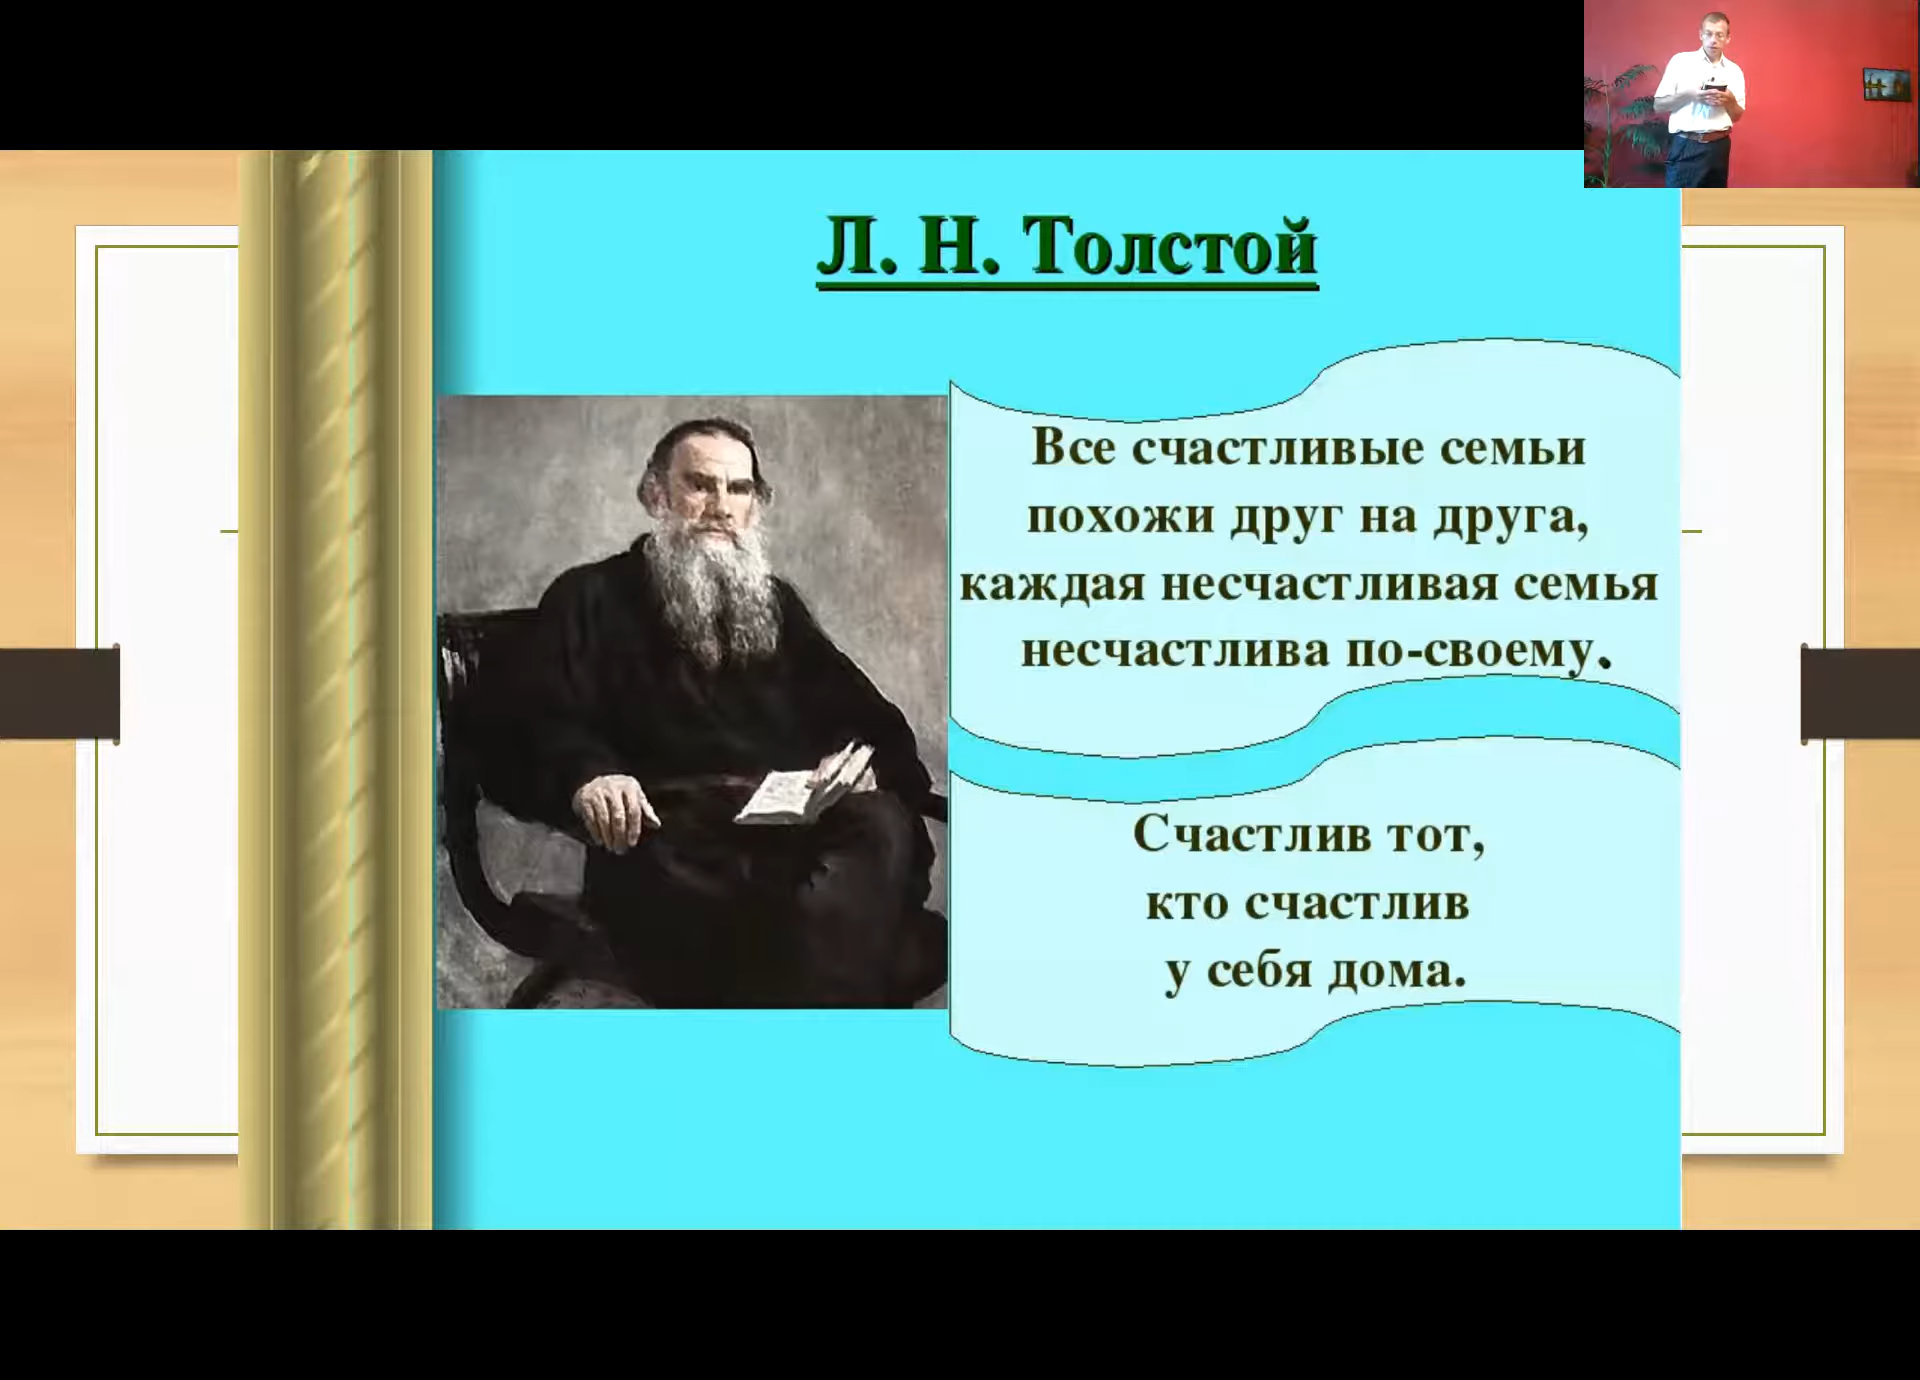 Л. Н. Толстой
Все счастливые семьи
похожи друг на друга,
каждая несчастливая семья
несчастлива по-своему.
Счастлив тот,
кто счастлив
у себя дома.